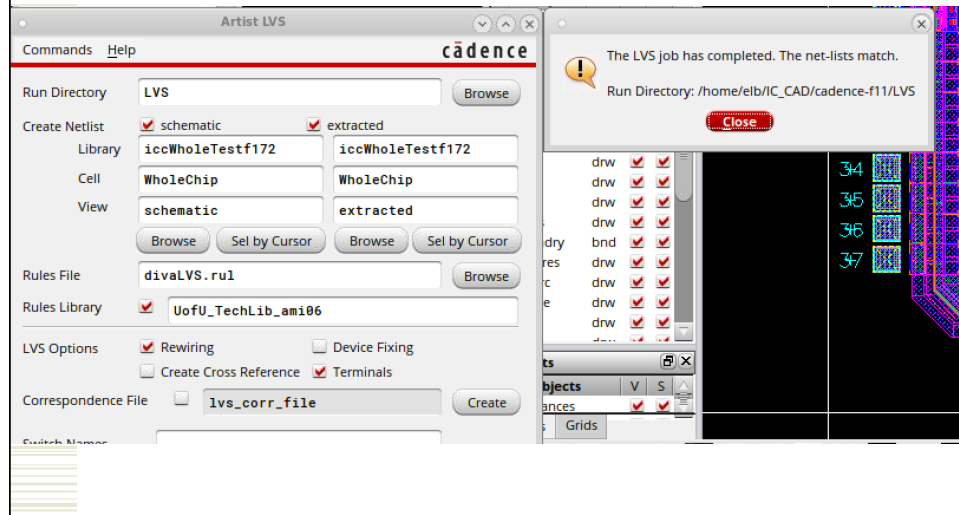 Artist LVS
Commands Help
cādence
Run Directory LVS Browse
Create Netlist schematic extracted
Library iccWholeTestf172 iccWholeTestf172
Cell WholeChip WholeChip
View schematic extracted
Browse Sel by Cursor Browse Sel by Cursor
Rules File divaLVS.rul Browse
Rules Library UofU_TechLib_ami06
LVS Options Rewiring Device Fixing
Create Cross Reference Terminals
Correspondence File lvs_corr_file Create
Switch Names
The LVS job has completed. The net-lists match.
Run Directory: /home/elb/IC_CAD/cadence-f11/LVS
Close
drw
drw
drw
drw
dry bnd
res drw
drw
drw
drw
V S
Grids
34
35
36
37